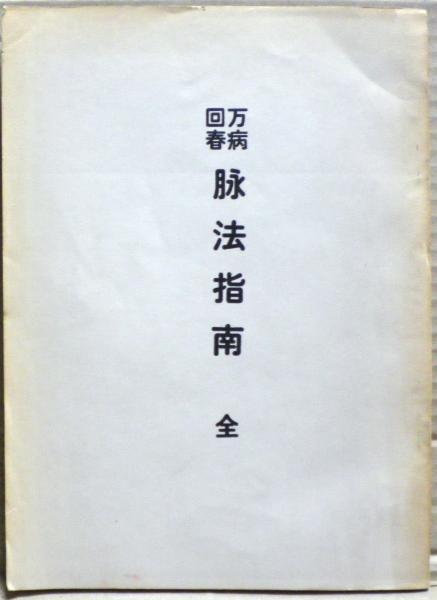 万病
回春
脉法指南 全